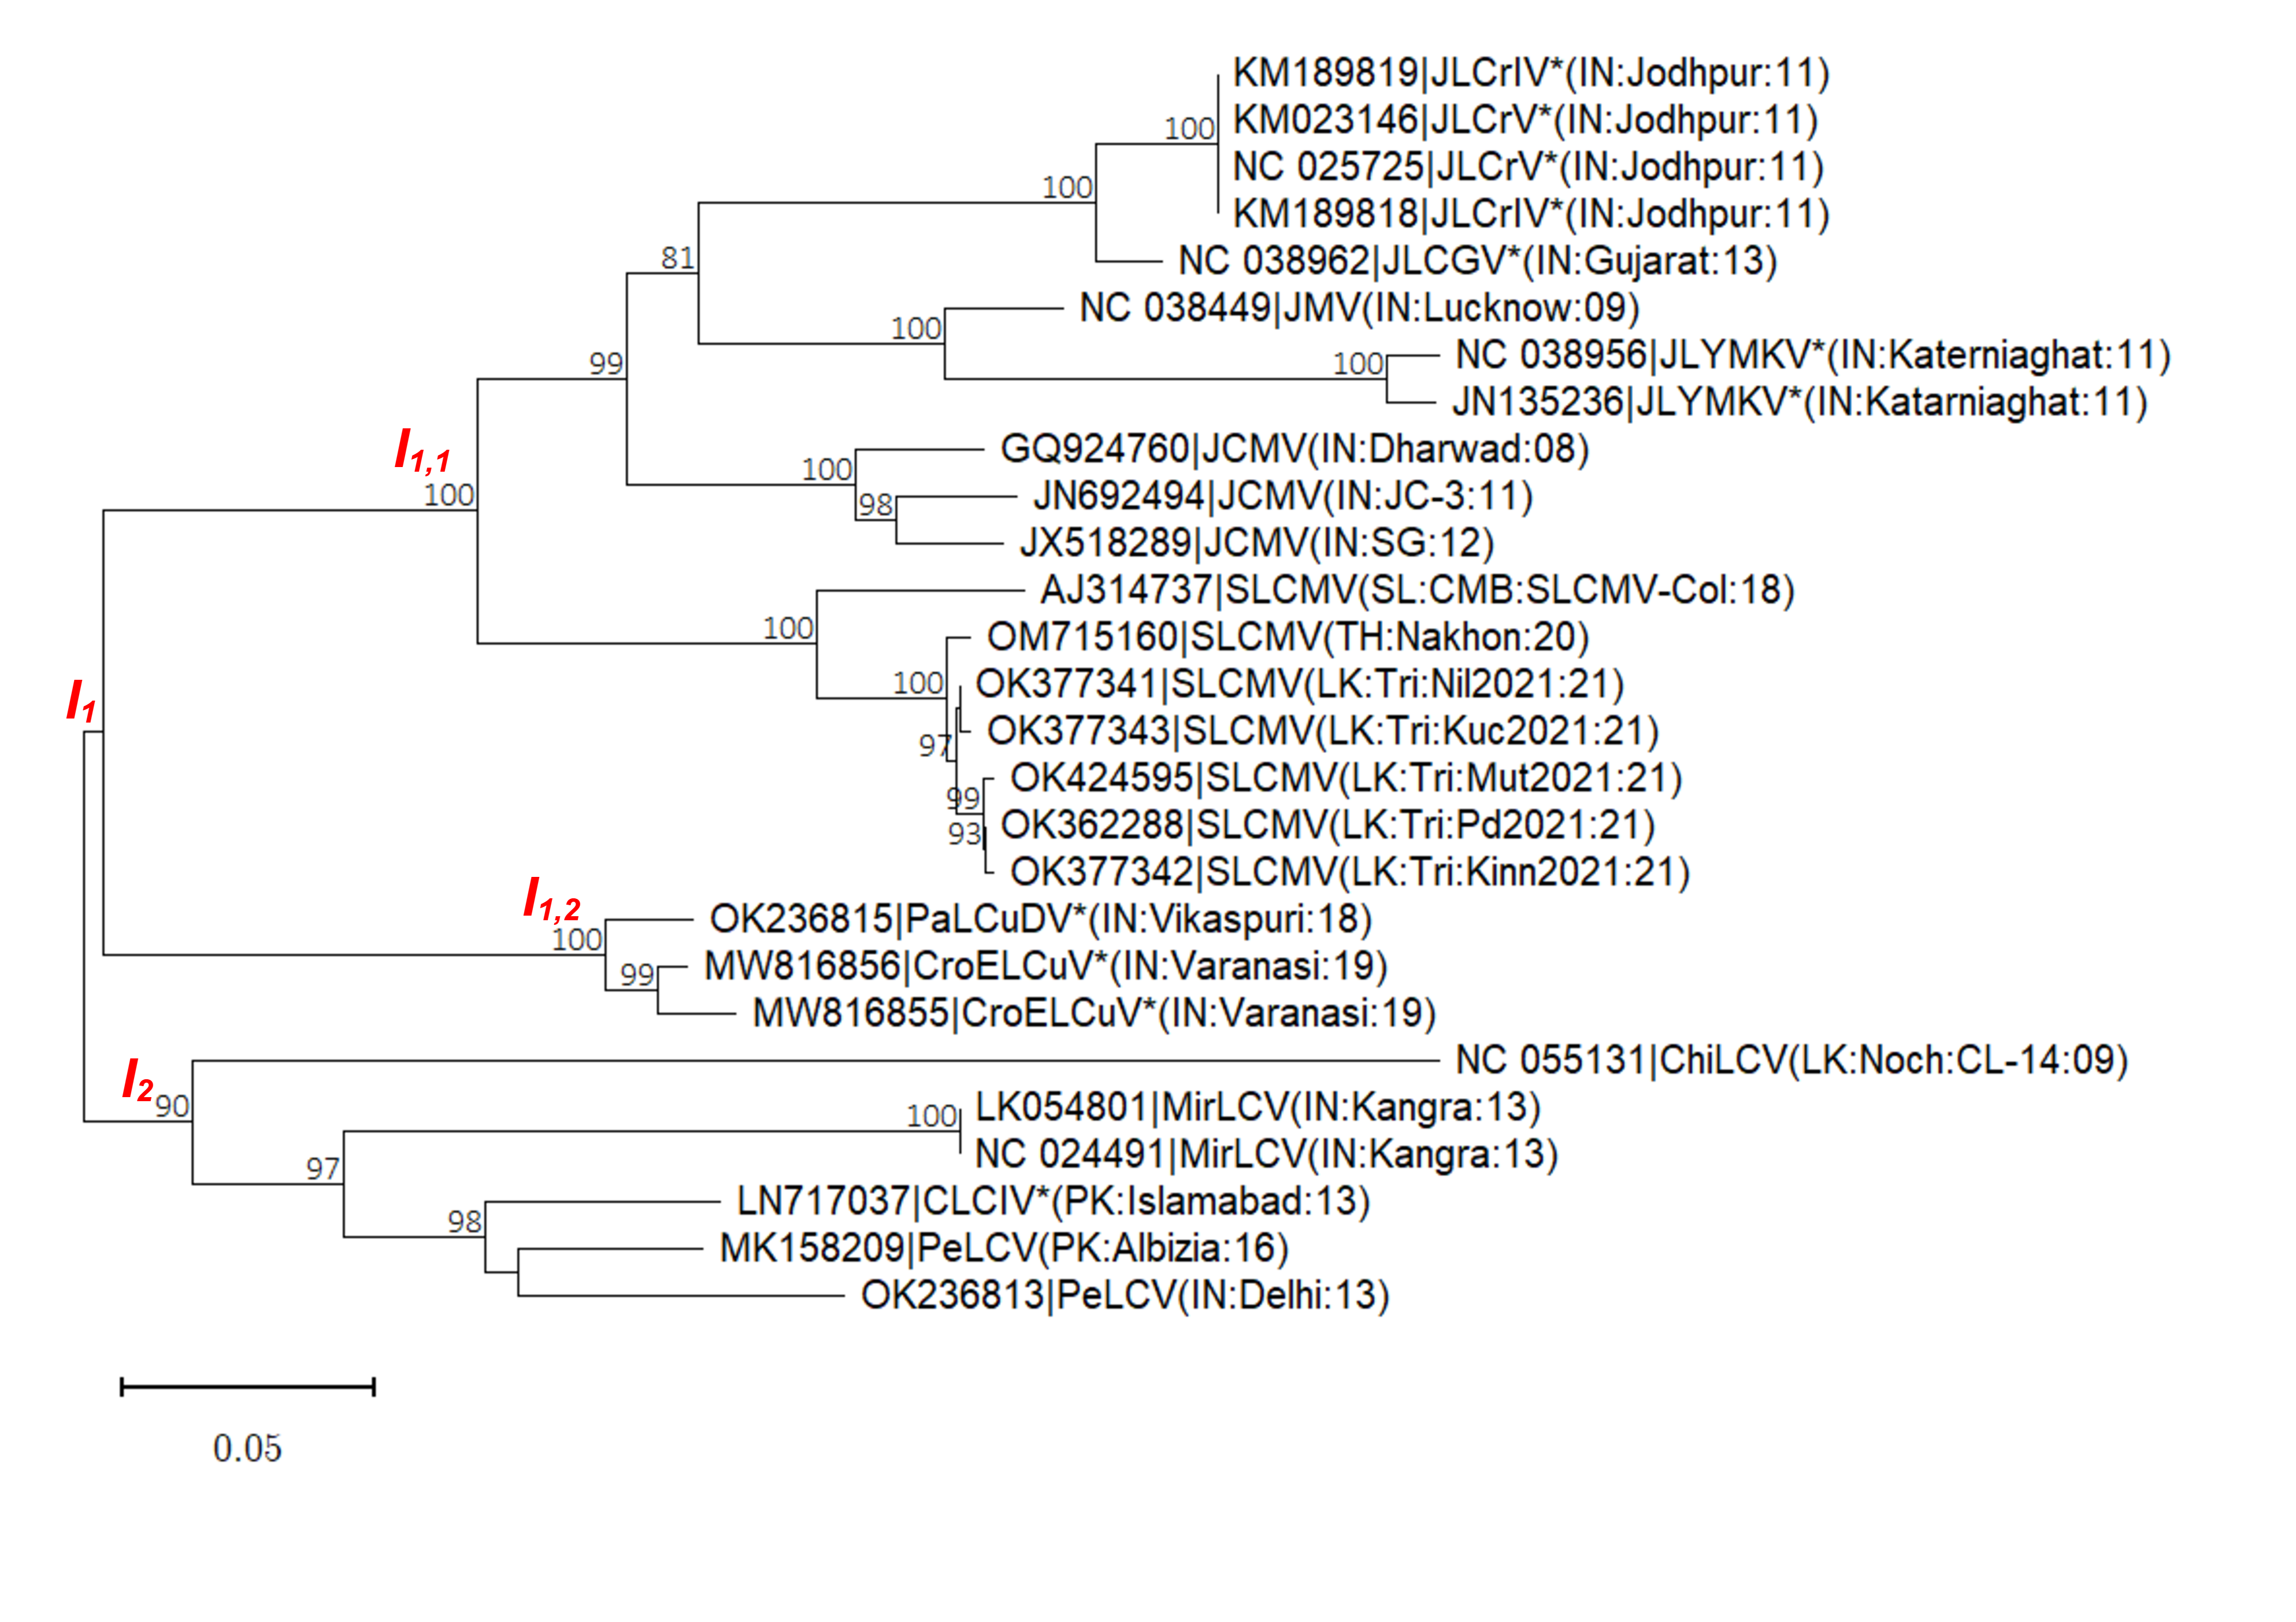 KM189819|JLCrIV*(IN:Jodhpur:11)
100
KM023146|JLCrV*(IN:Jodhpur:11)
NC 025725|JLCrV*(IN:Jodhpur:11)
100
KM189818|JLCrIV*(IN:Jodhpur:11)
81
NC 038962|JLCGV*(IN:Gujarat:13)
NC 038449|JMV(IN:Lucknow:09)
100
99
100
NC 038956|JLYMKV*(IN:Katerniaghat:11)
JN135236|JLYMKV*(IN:Katarniaghat:11)
I1,1
GQ924760|JCMV(IN:Dharwad:08)
100
100
98
JN692494|JCMV(IN:JC-3:11)
JX518289|JCMV(IN:SG:12)
AJ314737|SLCMV(SL:CMB:SLCMV-Col:18)
100
OM715160|SLCMV(TH:Nakhon:20)
I1
100
OK377341|SLCMV(LK:Tri:Nil2021:21)
97
OK377343|SLCMV(LK:Tri:Kuc2021:21)
OK424595|SLCMV(LK:Tri:Mut2021:21)
99
93
OK362288|SLCMV(LK:Tri:Pd2021:21)
OK377342|SLCMV(LK:Tri:Kinn2021:21)
I1,2
100
OK236815|PaLCuDV*(IN:Vikaspuri:18)
99
MW816856|CroELCuV*(IN:Varanasi:19)
MW816855|CroELCuV*(IN:Varanasi:19)
I2
NC 055131|ChiLCV(LK:Noch:CL-14:09)
90
100
LK054801|MirLCV(IN:Kangra:13)
97
NC 024491|MirLCV(IN:Kangra:13)
98
LN717037|CLCIV*(PK:Islamabad:13)
MK158209|PeLCV(PK:Albizia:16)
OK236813|PeLCV(IN:Delhi:13)
0.05